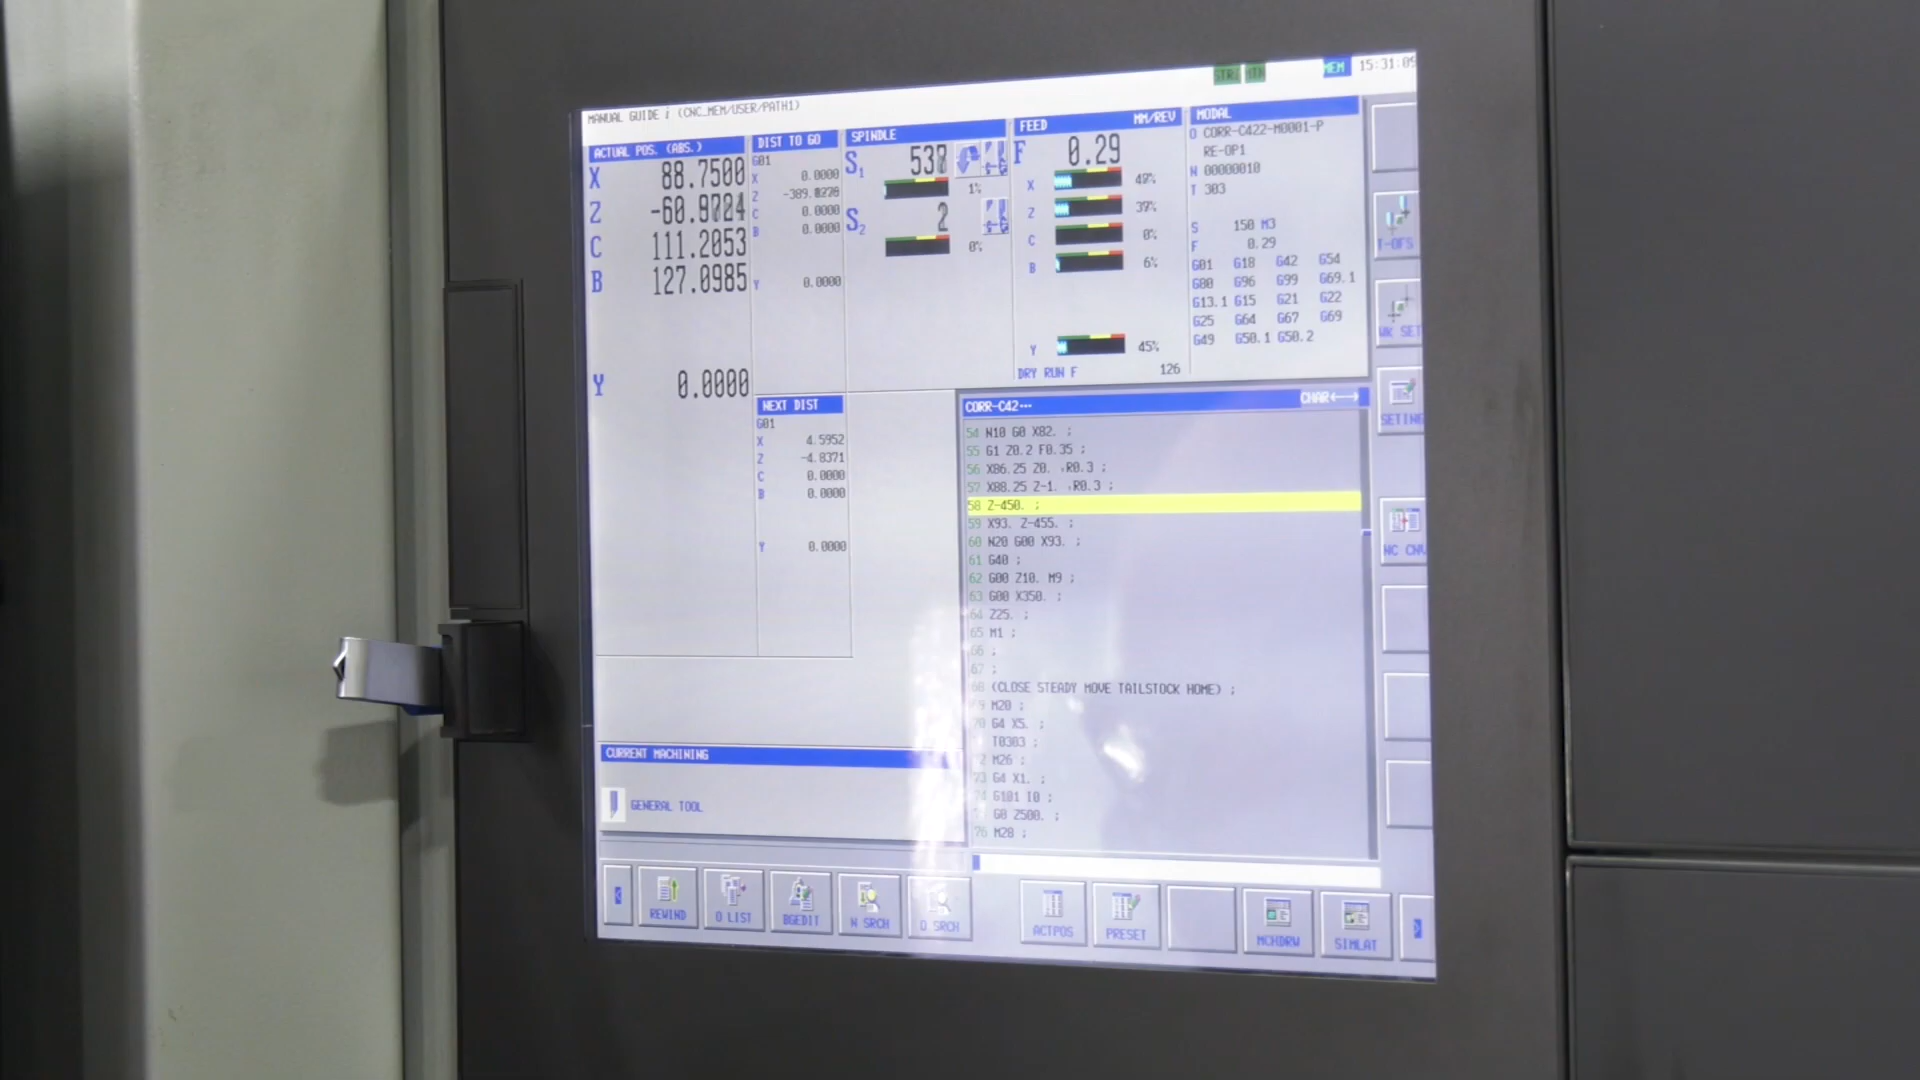 STRT MTN MEM 15:31:09
MANUAL GUIDE i (CNC_MEM/USER/PATH1)
ACTUAL POS. (ABS.)
X 88.7500
Z
C 111.2053
B 127.0985
Y 0.0000
DIST TO GO
G01
X 0.0000
Z
C 0.0000
B 0.0000
Y 0.0000
NEXT DIST
G01
X 4.5952
Z -4.8371
C 0.0000
B 0.0000
Y 0.0000
SPINDLE
S1
1%
S2 2
0%
FEED MM/REV
F 0.29
X
Z 39%
C 0%
B 6%
Y 45%
DRY RUN F 126
MODAL
O CORR-C422-M0001-P
RE-OP1
N 00000010
T 303
S 150 M3
F 0.29
G01 G18 G42 G54
G80 G96 G99 G69.1
G13.1 G15 G21 G22
G25 G64 G67 G69
G49 G50.1 G50.2
CORR-C42··· CHAR←→
54 N10 G0 X82. ;
55 G1 Z0.2 F0.35 ;
56 X86.25 Z0. ,R0.3 ;
57 X88.25 Z-1. ,R0.3 ;
58 Z-450. ;
59 X93. Z-455. ;
60 N20 G00 X93. ;
61 G40 ;
62 G00 Z10. M9 ;
63 G00 X350. ;
64 Z25. ;
65 M1 ;
66 ;
67 ;
68 (CLOSE STEADY MOVE TAILSTOCK HOME) ;
69 M20 ;
70 G4 X5. ;
T0303 ;
72 M26 ;
73 G4 X1. ;
74 G101 I0 ;
G0 Z500. ;
76 M28 ;
CURRENT MACHINING
GENERAL TOOL
T-OFS
WK SET
SETING
NC CNV
< REWIND O LIST BGEDIT N SRCH O SRCH ACTPOS PRESET MCHDRW SIMLAT >